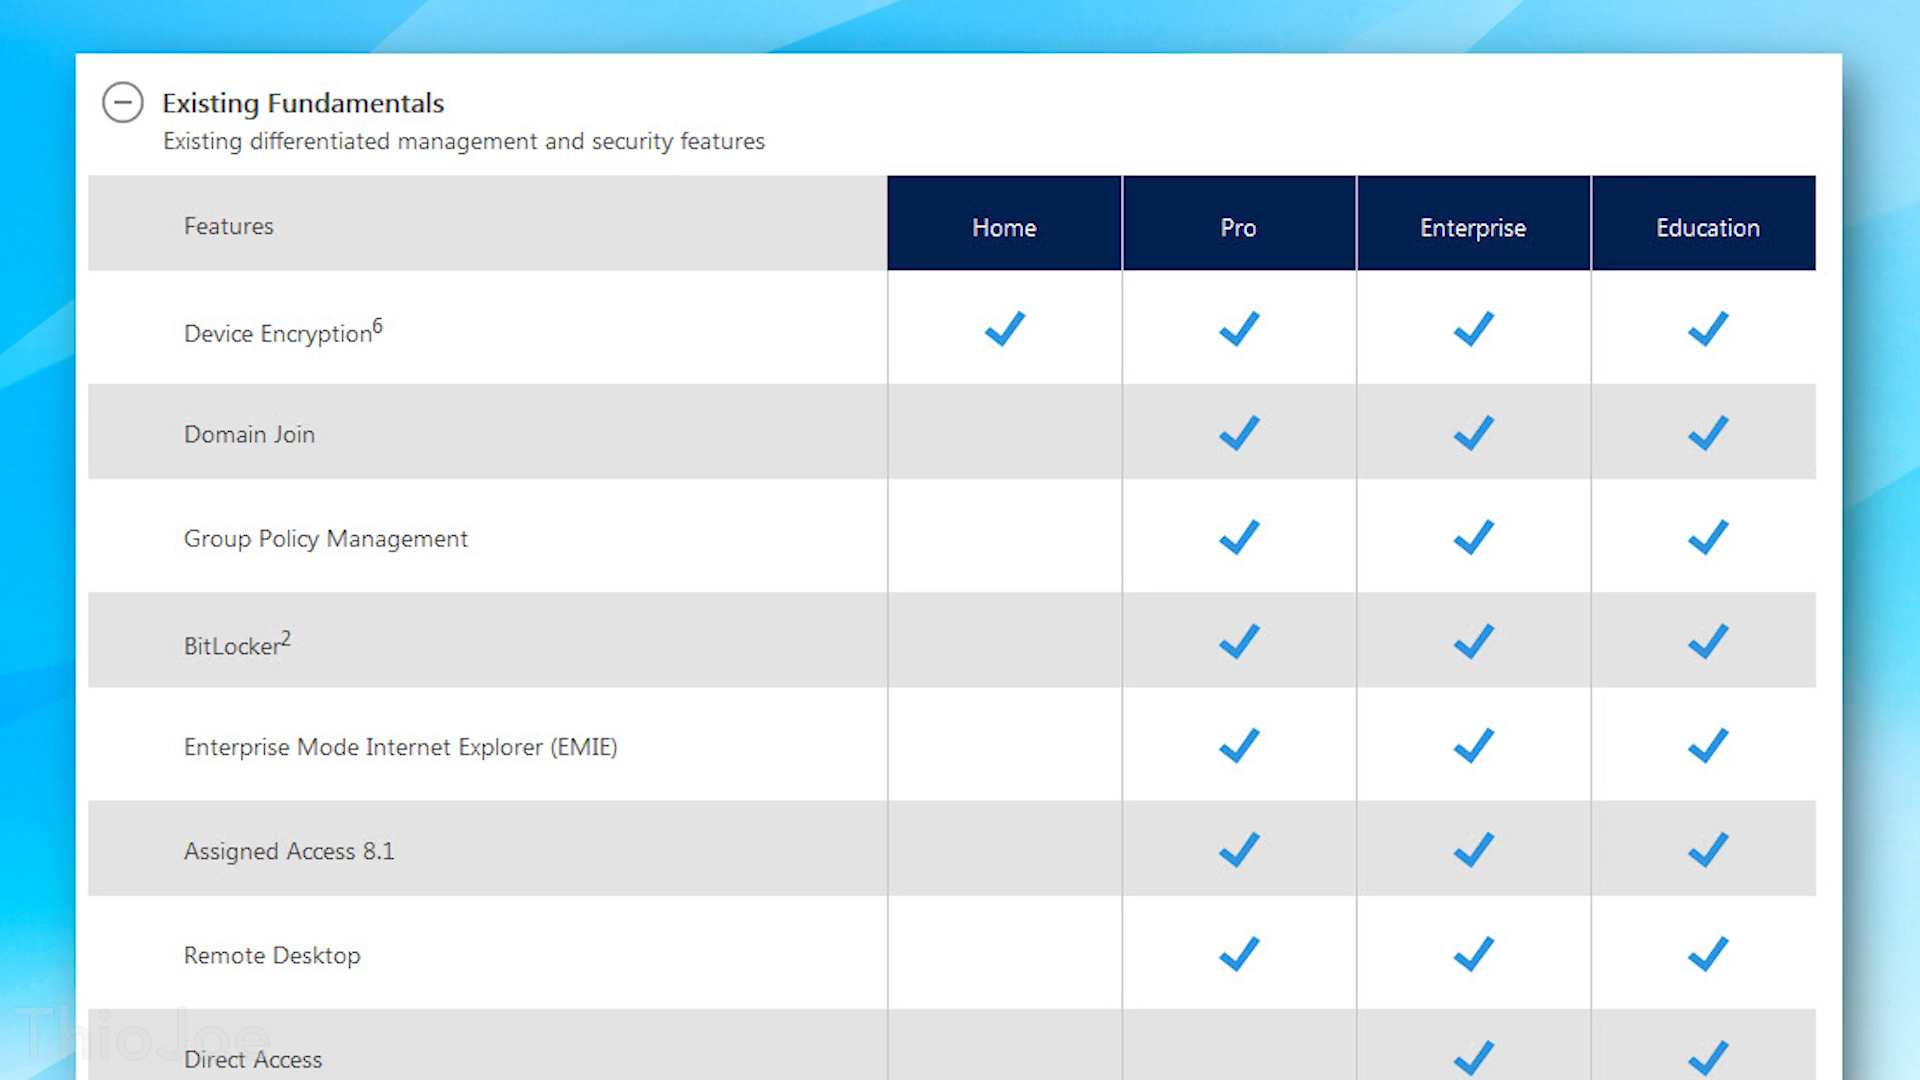 Existing Fundamentals
Existing differentiated management and security features
Features Home Pro Enterprise Education
Device Encryption6
Domain Join
Group Policy Management
BitLocker2
Enterprise Mode Internet Explorer (EMIE)
Assigned Access 8.1
Remote Desktop
Direct Access
ThioJoe